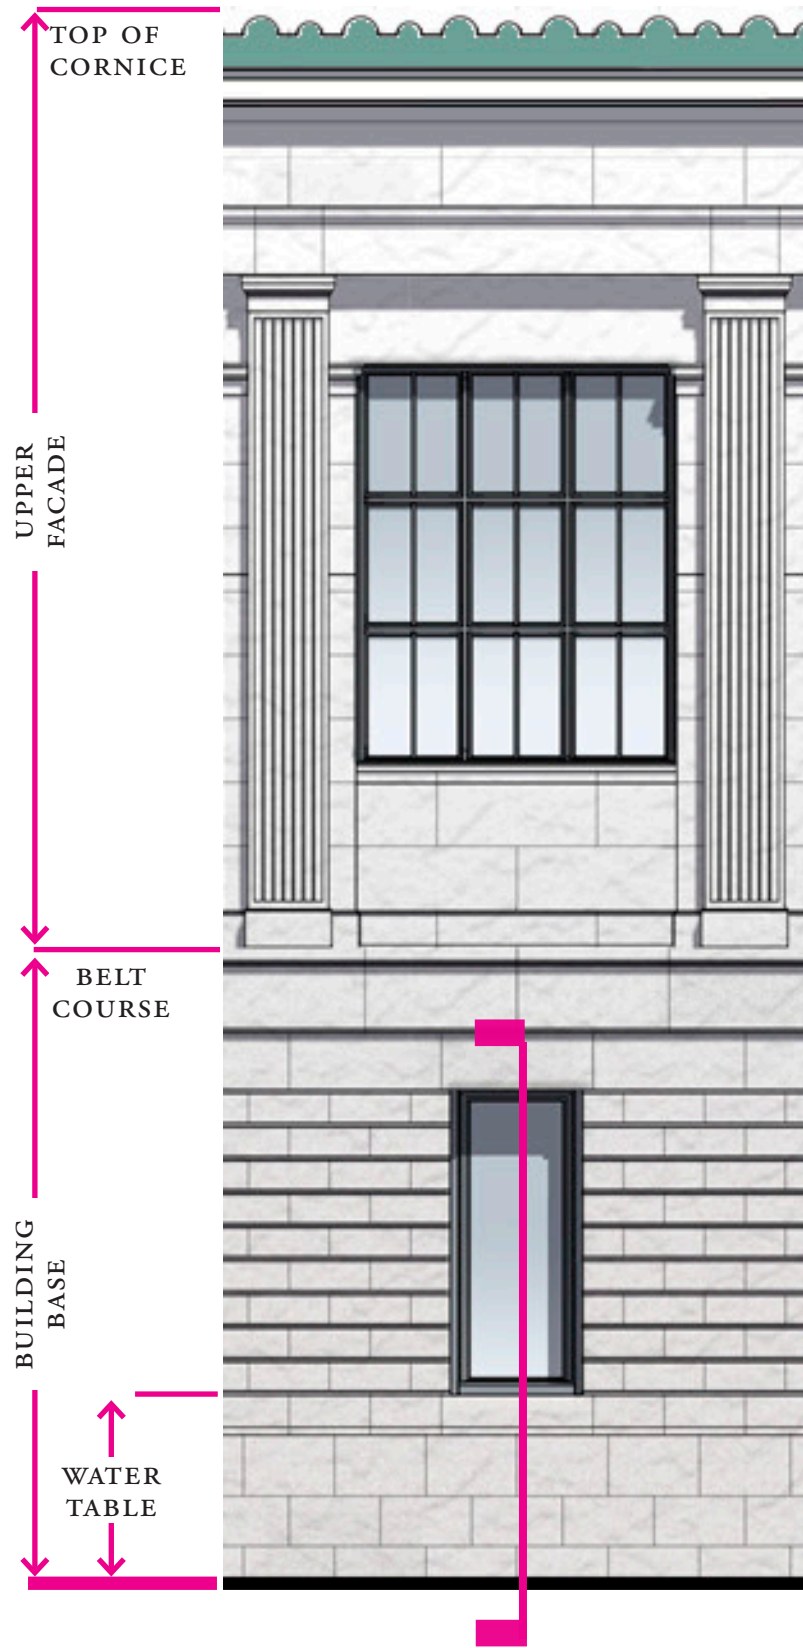 TOP OF
CORNICE
UPPER
FACADE
BELT
COURSE
BUILDING
BASE
WATER
TABLE